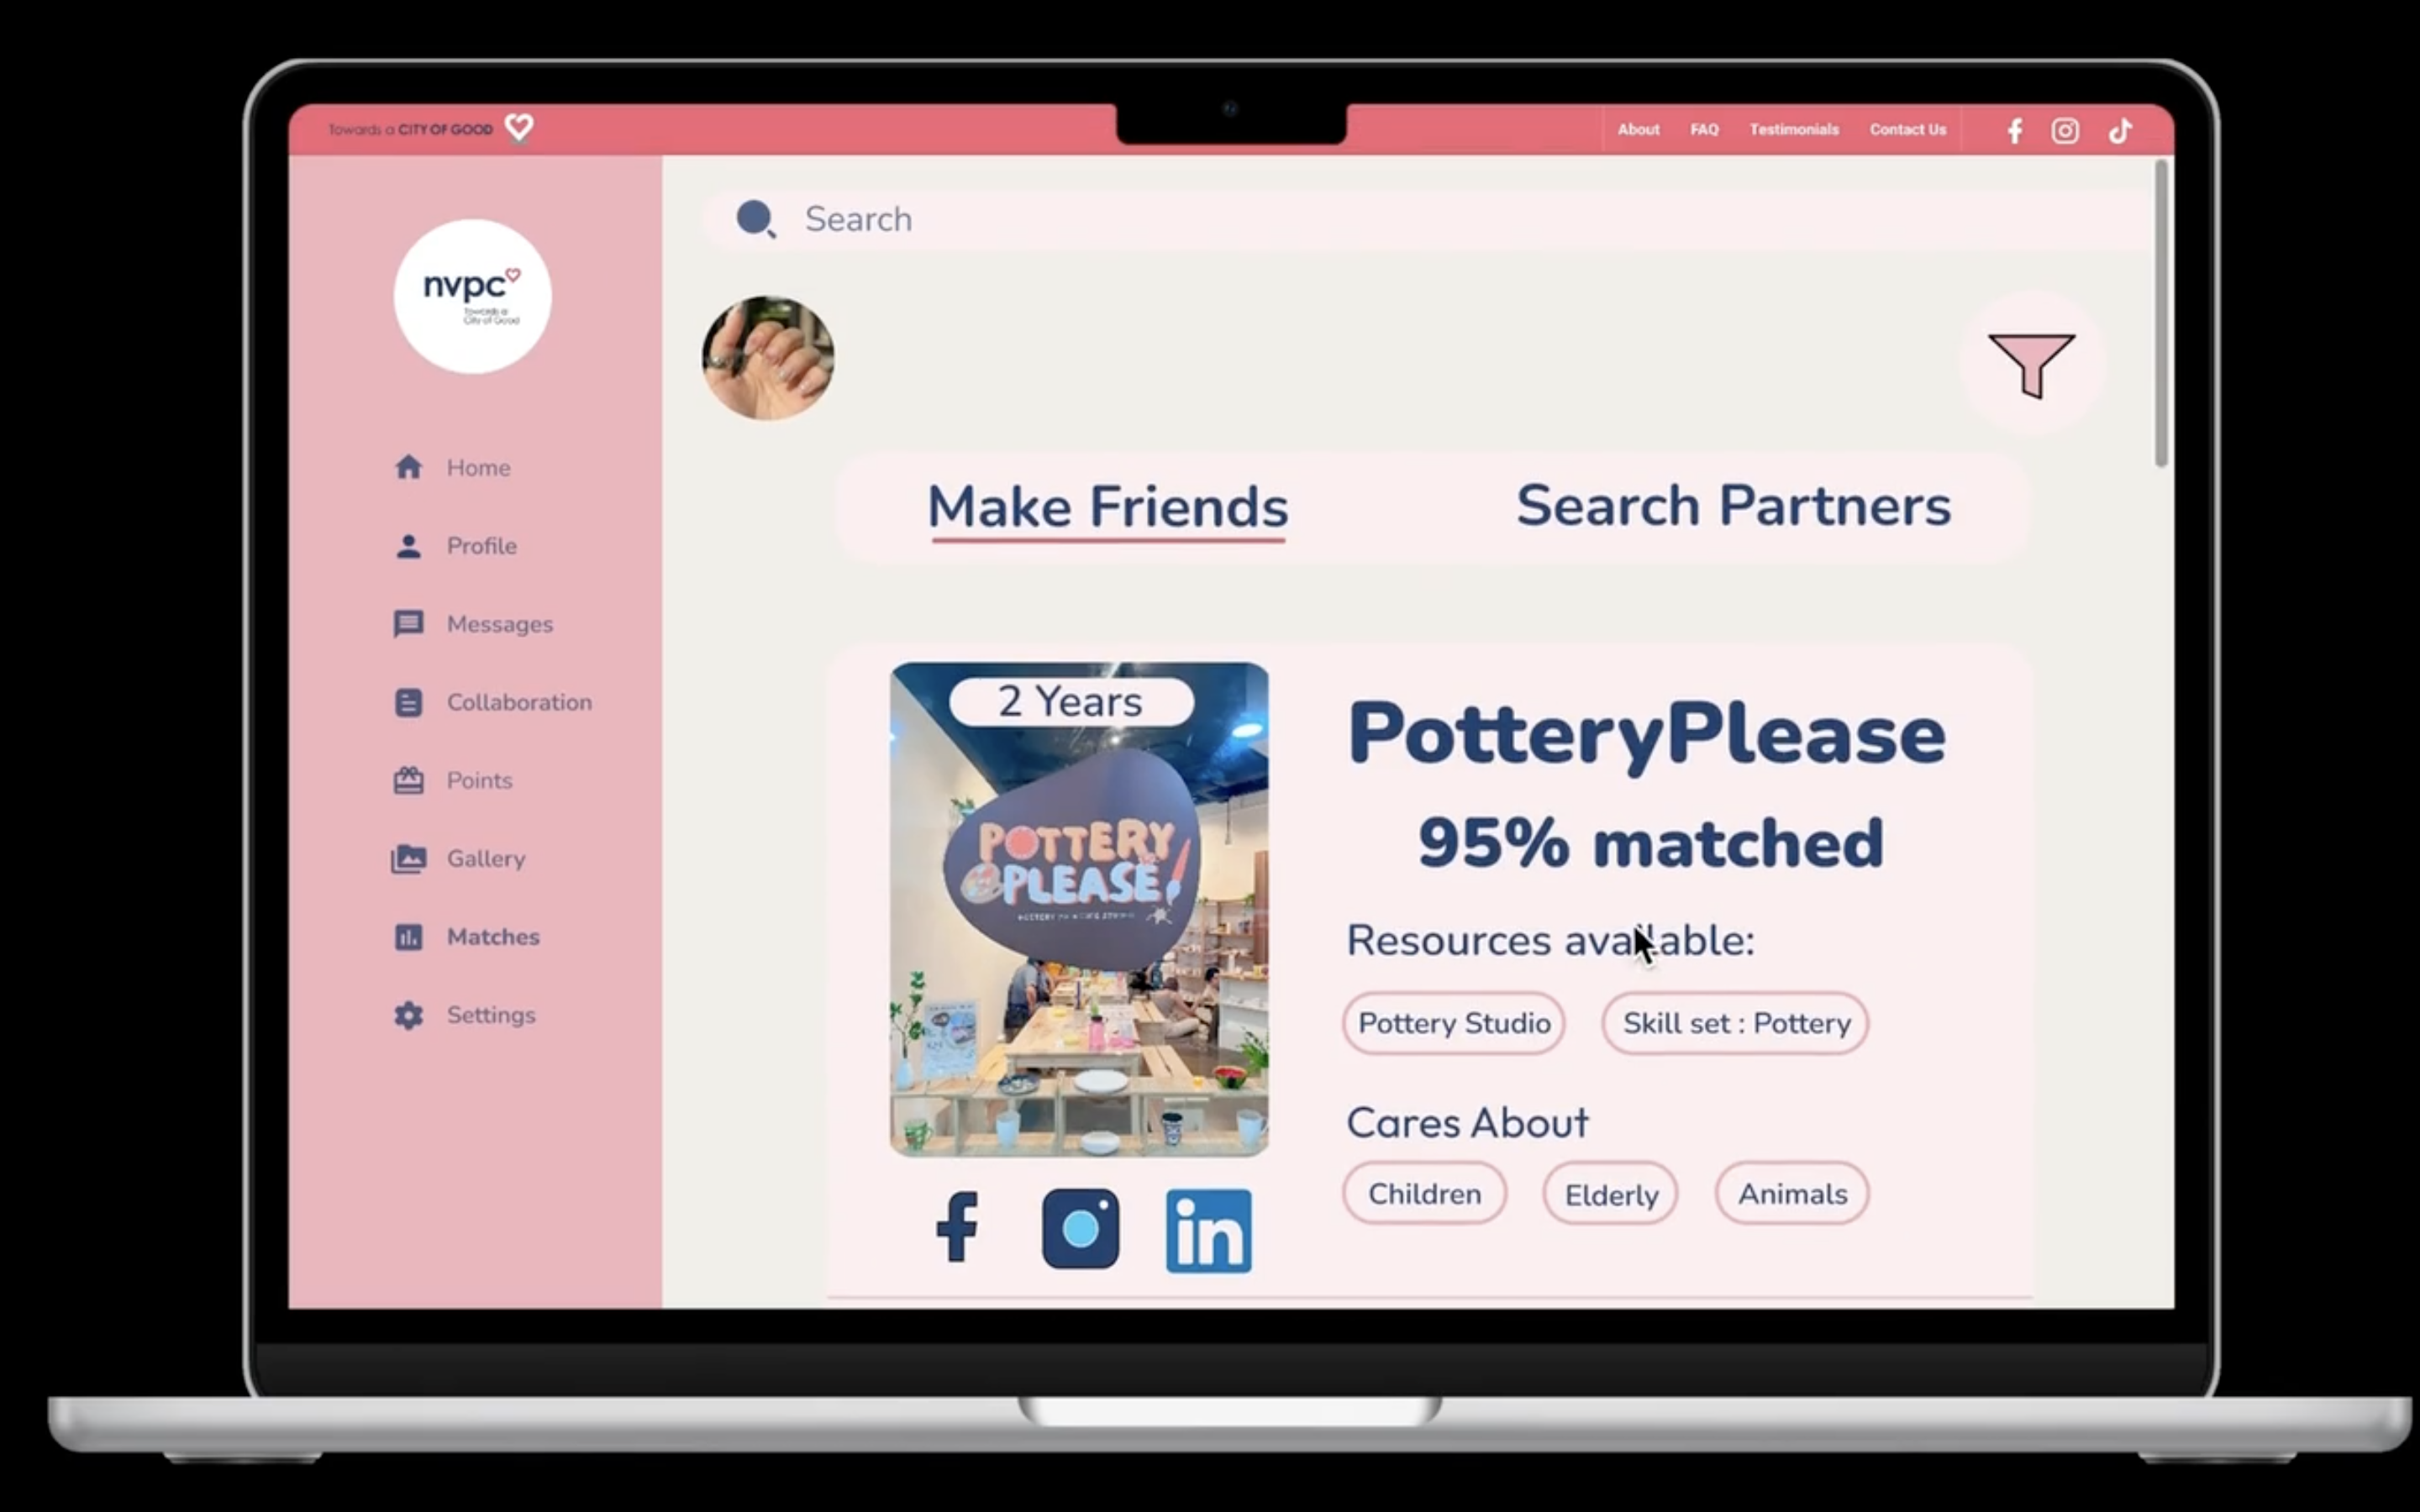 Towards a CITY OF GOOD
About FAQ Testimonials Contact Us
nvpc
Towards a
City of Good
Home
Profile
Messages
Collaboration
Points
Gallery
Matches
Settings
Search
Make Friends Search Partners
2 Years
POTTERY
PLEASE
PotteryPlease
95% matched
Resources available:
Pottery Studio Skill set : Pottery
Cares About
Children Elderly Animals
in